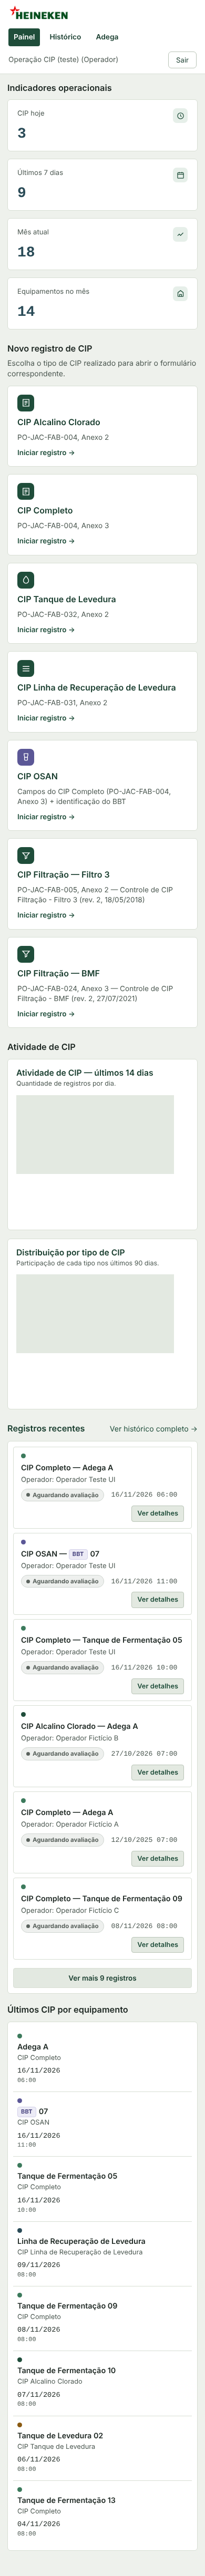 HEINEKEN
Painel Histórico Adega
Operação CIP (teste) (Operador) Sair
Indicadores operacionais
CIP hoje
3
Últimos 7 dias
9
Mês atual
18
Equipamentos no mês
14
Novo registro de CIP
Escolha o tipo de CIP realizado para abrir o formulário
correspondente.
CIP Alcalino Clorado
PO-JAC-FAB-004, Anexo 2
Iniciar registro →
CIP Completo
PO-JAC-FAB-004, Anexo 3
Iniciar registro →
CIP Tanque de Levedura
PO-JAC-FAB-032, Anexo 2
Iniciar registro →
CIP Linha de Recuperação de Levedura
PO-JAC-FAB-031, Anexo 2
Iniciar registro →
CIP OSAN
Campos do CIP Completo (PO-JAC-FAB-004,
Anexo 3) + identificação do BBT
Iniciar registro →
CIP Filtração — Filtro 3
PO-JAC-FAB-005, Anexo 2 — Controle de CIP
Filtração - Filtro 3 (rev. 2, 18/05/2018)
Iniciar registro →
CIP Filtração — BMF
PO-JAC-FAB-024, Anexo 3 — Controle de CIP
Filtração - BMF (rev. 2, 27/07/2021)
Iniciar registro →
Atividade de CIP
Atividade de CIP — últimos 14 dias
Quantidade de registros por dia.
Distribuição por tipo de CIP
Participação de cada tipo nos últimos 90 dias.
Registros recentes Ver histórico completo →
CIP Completo — Adega A
Operador: Operador Teste UI
Aguardando avaliação 16/11/2026 06:00
Ver detalhes
CIP OSAN — BBT 07
Operador: Operador Teste UI
Aguardando avaliação 16/11/2026 11:00
Ver detalhes
CIP Completo — Tanque de Fermentação 05
Operador: Operador Teste UI
Aguardando avaliação 16/11/2026 10:00
Ver detalhes
CIP Alcalino Clorado — Adega A
Operador: Operador Fictício B
Aguardando avaliação 27/10/2026 07:00
Ver detalhes
CIP Completo — Adega A
Operador: Operador Fictício A
Aguardando avaliação 12/10/2025 07:00
Ver detalhes
CIP Completo — Tanque de Fermentação 09
Operador: Operador Fictício C
Aguardando avaliação 08/11/2026 08:00
Ver detalhes
Ver mais 9 registros
Últimos CIP por equipamento
Adega A
CIP Completo
16/11/2026
06:00
BBT 07
CIP OSAN
16/11/2026
11:00
Tanque de Fermentação 05
CIP Completo
16/11/2026
10:00
Linha de Recuperação de Levedura
CIP Linha de Recuperação de Levedura
09/11/2026
08:00
Tanque de Fermentação 09
CIP Completo
08/11/2026
08:00
Tanque de Fermentação 10
CIP Alcalino Clorado
07/11/2026
08:00
Tanque de Levedura 02
CIP Tanque de Levedura
06/11/2026
08:00
Tanque de Fermentação 13
CIP Completo
04/11/2026
08:00